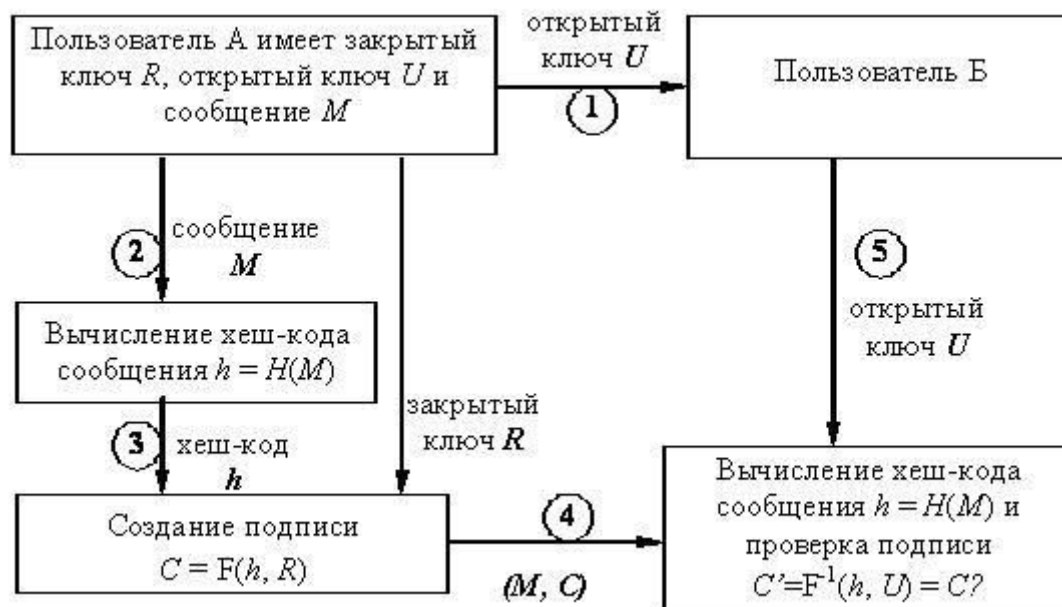 Пользователь А имеет закрытый
ключ R, открытый ключ U и
сообщение M
открытый
ключ U
1
Пользователь Б
2
сообщение
M
5
открытый
ключ U
Вычисление хеш-кода
сообщения h = H(M)
3
хеш-код
h
закрытый
ключ R
Создание подписи
C = F(h, R)
4
(M, C)
Вычисление хеш-кода
сообщения h = H(M) и
проверка подписи
C’=F⁻¹(h, U) = C?